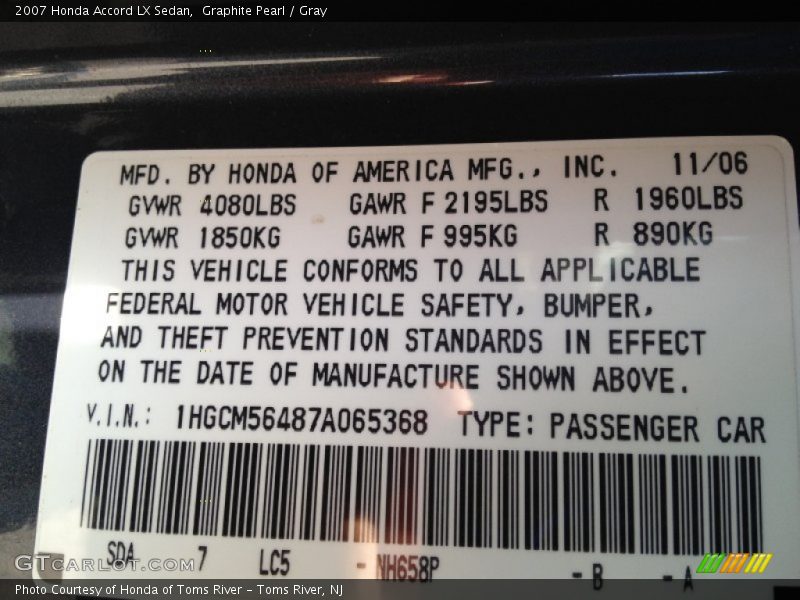 2007 Honda Accord LX Sedan,  Graphite Pearl / Gray
MFD. BY HONDA OF AMERICA MFG., INC. 11/06
GVWR 4080LBS GAWR F 2195LBS R 1960LBS
GVWR 1850KG GAWR F 995KG R 890KG
THIS VEHICLE CONFORMS TO ALL APPLICABLE
FEDERAL MOTOR VEHICLE SAFETY, BUMPER,
AND THEFT PREVENTION STANDARDS IN EFFECT
ON THE DATE OF MANUFACTURE SHOWN ABOVE.
V.I.N.: 1HGCM56487A065368 TYPE: PASSENGER CAR
SDA 7 LC5 - NH658P - B - A
GTcarlot.com
Photo Courtesy of Honda of Toms River – Toms River, NJ